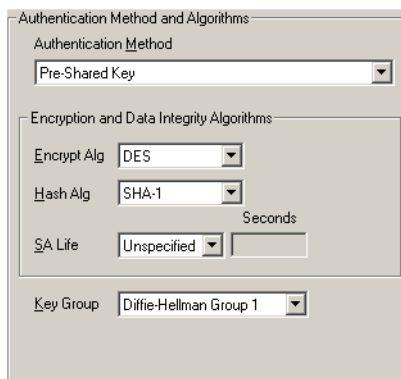 Authentication Method and Algorithms
Authentication Method
Pre-Shared Key
Encryption and Data Integrity Algorithms
Encrypt Alg DES
Hash Alg SHA-1
Seconds
SA Life Unspecified
Key Group Diffie-Hellman Group 1